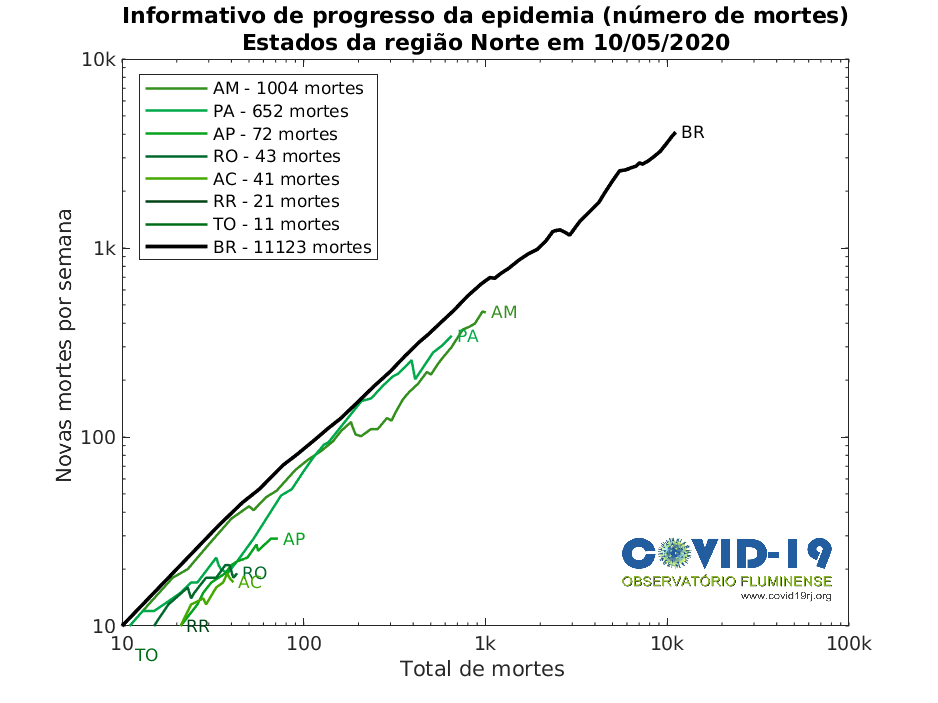 Informativo de progresso da epidemia (número de mortes)
Estados da região Norte em 10/05/2020
10k
AM - 1004 mortes
PA - 652 mortes
AP - 72 mortes
RO - 43 mortes
AC - 41 mortes
RR - 21 mortes
TO - 11 mortes
BR - 11123 mortes
BR
1k
AM
PA
Novas mortes por semana
100
AP
RO
AC
COVID-19
OBSERVATÓRIO FLUMINENSE
www.covid19rj.org
10
RR
10
100
1k
10k
100k
TO
Total de mortes